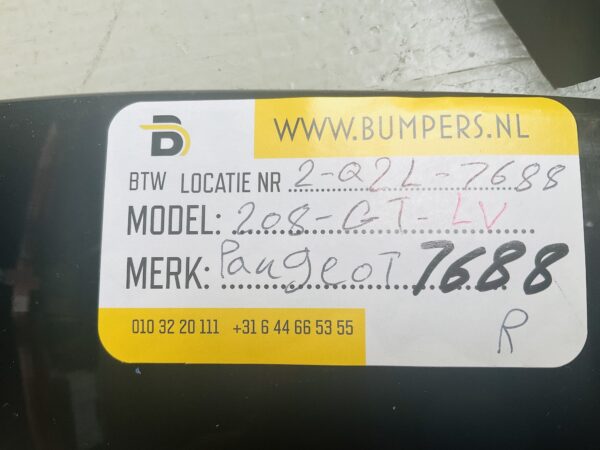 B
WWW.BUMPERS.NL
BTW LOCATIE NR 2-Q2L-7688
MODEL: 208-GT-LV
MERK: Paugeot 7688
010 32 20 111 +31 6 44 66 53 55
R